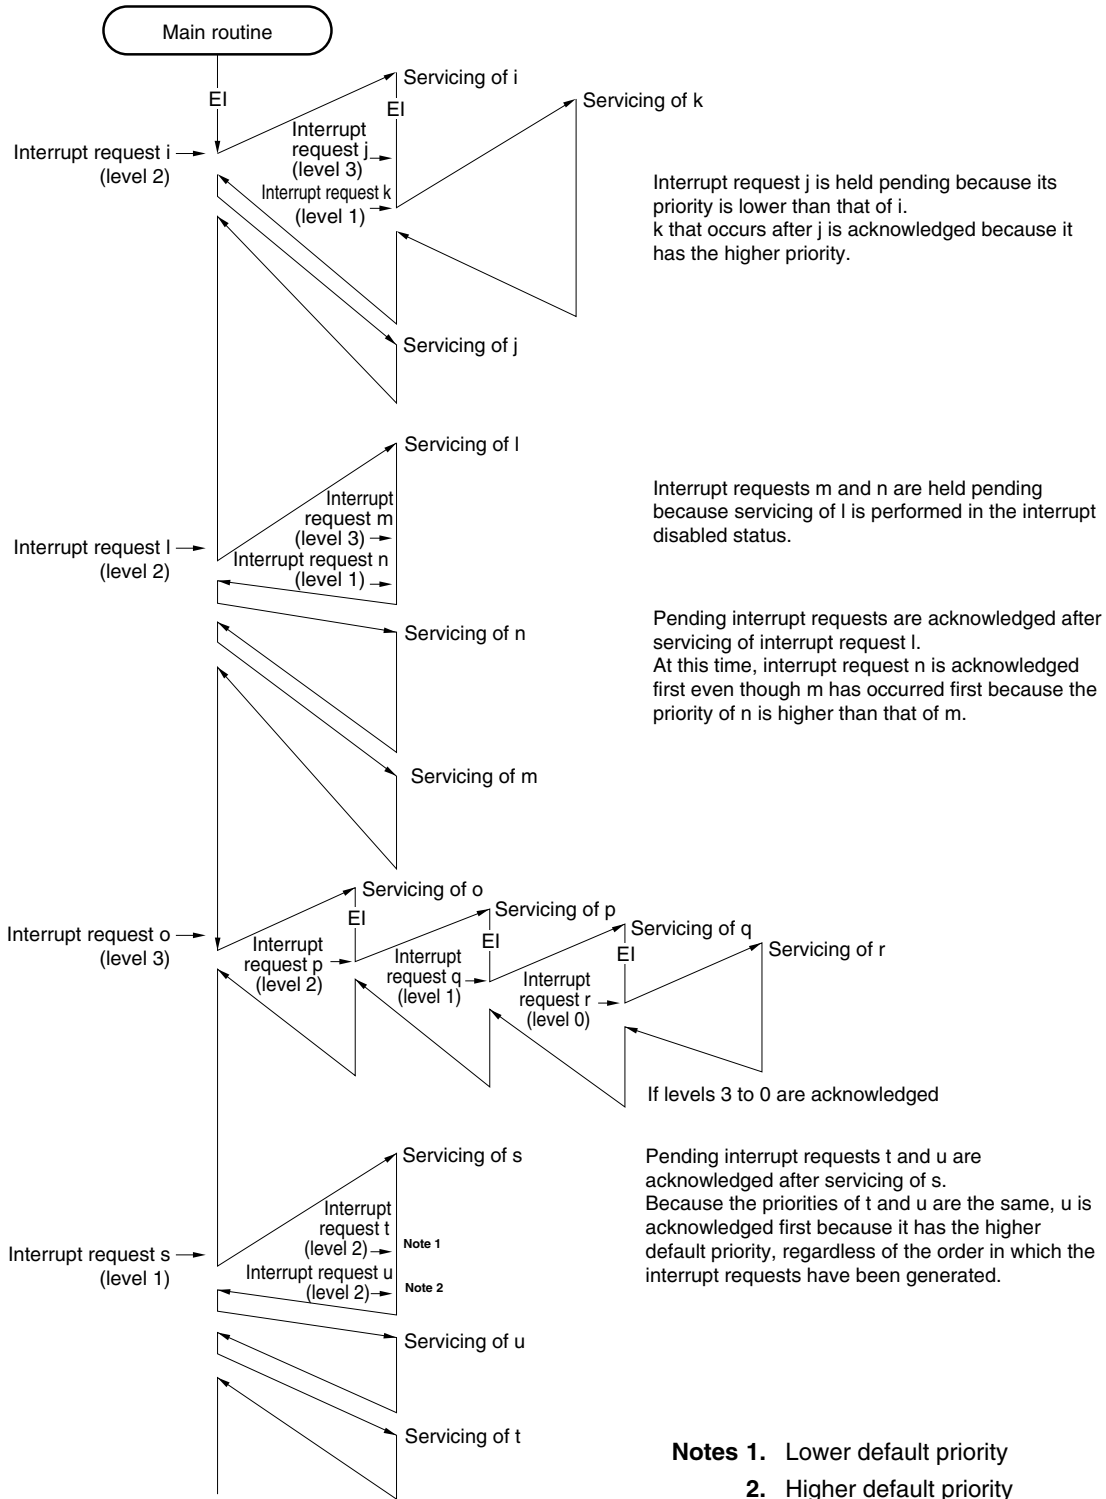 Main routine
EI
Servicing of i
EI
Servicing of k
Interrupt request i
(level 2)
Interrupt
request j
(level 3)
Interrupt request k
(level 1)
Interrupt request j is held pending because its
priority is lower than that of i.
k that occurs after j is acknowledged because it
has the higher priority.
Servicing of j
Servicing of l
Interrupt request l
(level 2)
Interrupt
request m
(level 3)
Interrupt request n
(level 1)
Interrupt requests m and n are held pending
because servicing of l is performed in the interrupt
disabled status.
Servicing of n
Pending interrupt requests are acknowledged after
servicing of interrupt request l.
At this time, interrupt request n is acknowledged
first even though m has occurred first because the
priority of n is higher than that of m.
Servicing of m
Interrupt request o
(level 3)
Servicing of o
EI
Interrupt
request p
(level 2)
Servicing of p
EI
Interrupt
request q
(level 1)
Servicing of q
EI
Interrupt
request r
(level 0)
Servicing of r
If levels 3 to 0 are acknowledged
Servicing of s
Interrupt request s
(level 1)
Interrupt
request t
(level 2)
Note 1
Interrupt request u
(level 2)
Note 2
Pending interrupt requests t and u are
acknowledged after servicing of s.
Because the priorities of t and u are the same, u is
acknowledged first because it has the higher
default priority, regardless of the order in which the
interrupt requests have been generated.
Servicing of u
Servicing of t
Notes 1. Lower default priority
2. Higher default priority